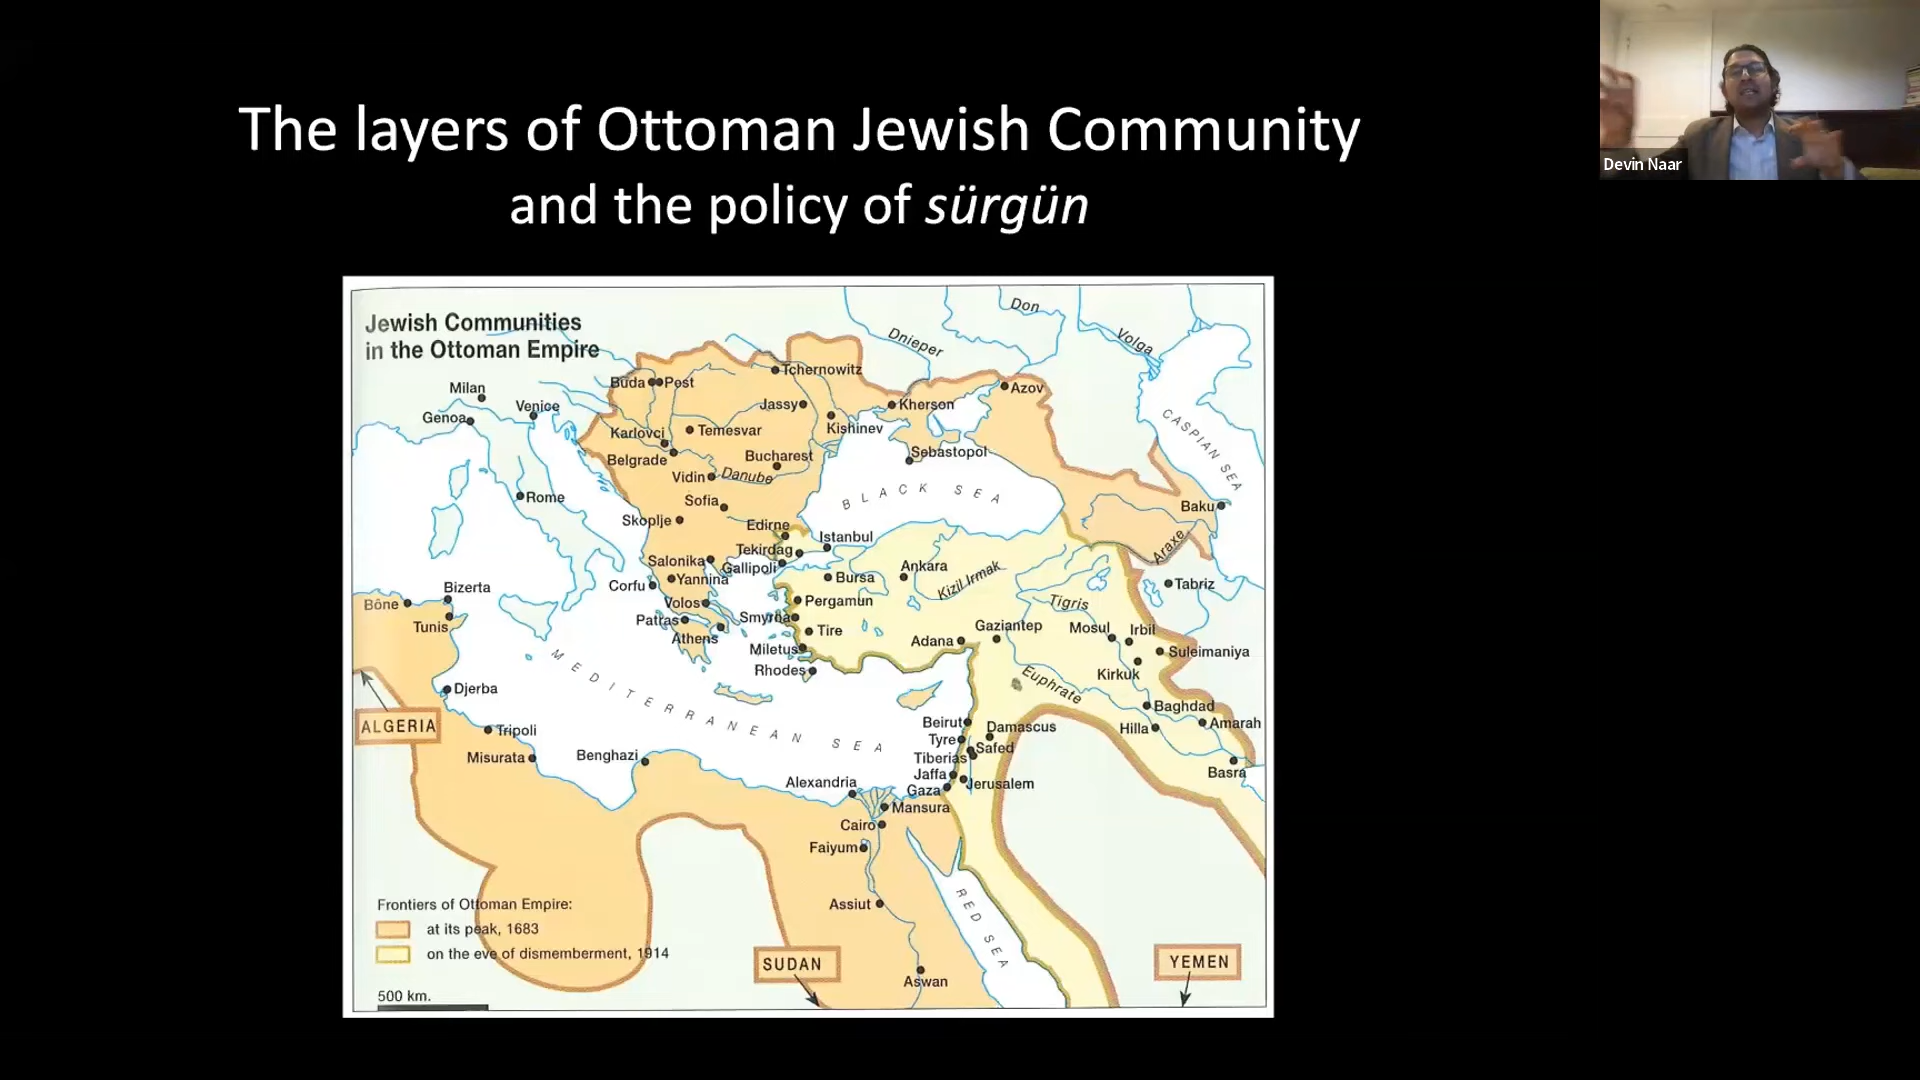 The layers of Ottoman Jewish Community
and the policy of sürgün
Devin Naar
Jewish Communities
in the Ottoman Empire
Don
Dnieper
Volga
Tchernowitz
Buda
Pest
Azov
Milan
Jassy
Kherson
Venice
Genoa
Kishinev
Karlovci
Temesvar
CASPIAN SEA
Belgrade
Bucharest
Sebastopol
Vidin
Danube
Rome
Sofia
BLACK SEA
Baku
Skoplje
Edirne
Istanbul
Tekirdag
Araxe
Salonika
Gallipoli
Ankara
Yannina
Bursa
Kizil Irmak
Tabriz
Corfu
Bizerta
Bône
Volos
Pergamun
Tigris
Patras
Smyrna
Tunis
Athens
Tire
Adana
Gaziantep
Mosul
Irbil
Miletus
Suleimaniya
Rhodes
Kirkuk
Euphrate
MEDITERRANEAN SEA
Djerba
Baghdad
ALGERIA
Beirut
Damascus
Hilla
Amarah
Tripoli
Tyre
Safed
Misurata
Benghazi
Tiberias
Basra
Jaffa
Alexandria
Gaza
Jerusalem
Mansura
Cairo
Faiyum
Assiut
RED SEA
Frontiers of Ottoman Empire:
at its peak, 1683
on the eve of dismemberment, 1914
SUDAN
YEMEN
Aswan
500 km.